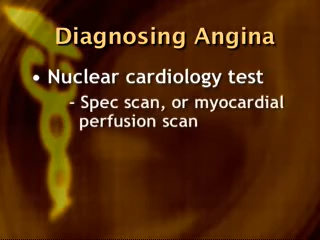 Diagnosing Angina
• Nuclear cardiology test
- Spec scan, or myocardial
perfusion scan